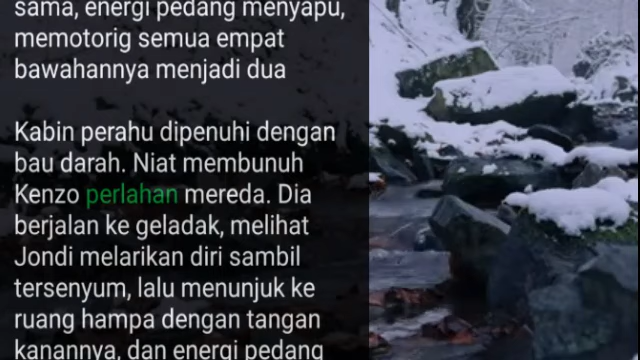 sama, energi pedang menyapu,
memotorig semua empat
bawahannya menjadi dua
Kabin perahu dipenuhi dengan
bau darah. Niat membunuh
Kenzo perlahan mereda. Dia
berjalan ke geladak, melihat
Jondi melarikan diri sambil
tersenyum, lalu menunjuk ke
ruang hampa dengan tangan
kanannya, dan energi pedang